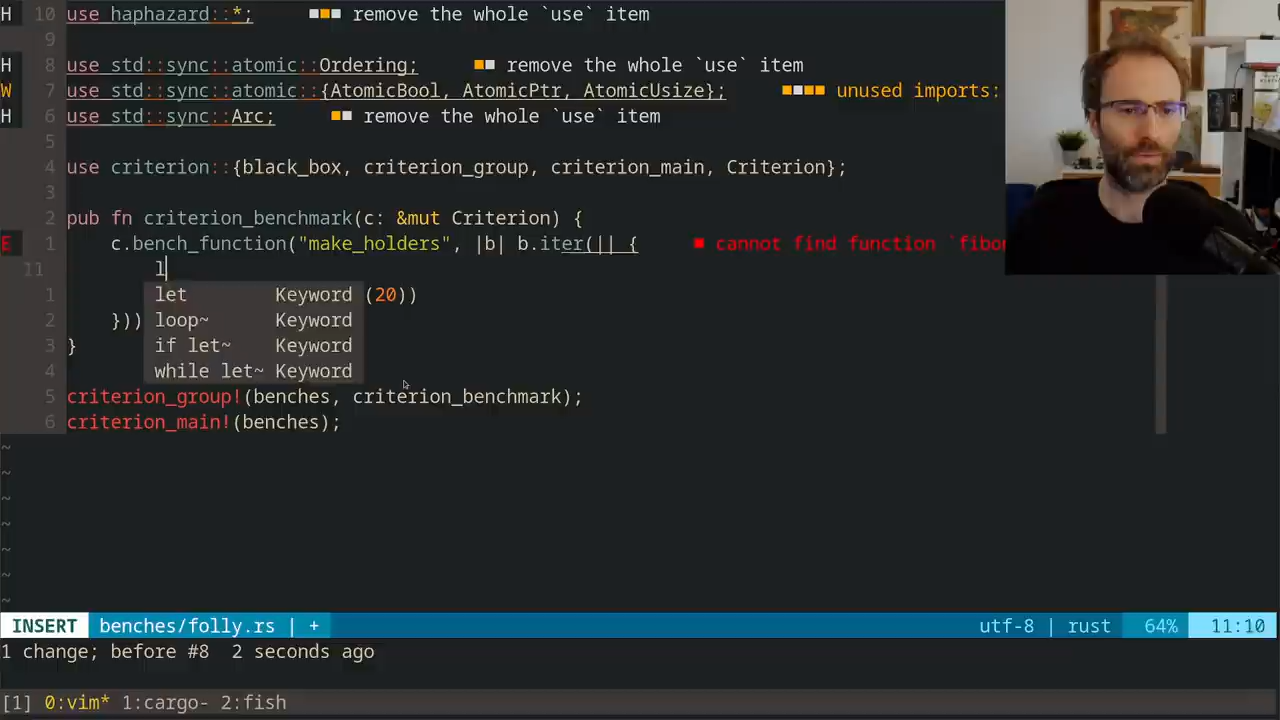 H 10 use haphazard::*; remove the whole `use` item
9
H 8 use std::sync::atomic::Ordering; remove the whole `use` item
W 7 use std::sync::atomic::{AtomicBool, AtomicPtr, AtomicUsize}; unused imports:
H 6 use std::sync::Arc; remove the whole `use` item
5
4 use criterion::{black_box, criterion_group, criterion_main, Criterion};
3
2 pub fn criterion_benchmark(c: &mut Criterion) {
E 1 c.bench_function("make_holders", |b| b.iter(|| { cannot find function `fibo
11 l
1 let Keyword (20))
2 })) loop~ Keyword
3 } if let~ Keyword
4 while let~ Keyword
5 criterion_group!(benches, criterion_benchmark);
6 criterion_main!(benches);
~
~
~
~
~
~
~
INSERT benches/folly.rs | + utf-8 | rust 64% 11:10
1 change; before #8 2 seconds ago
[1] 0:vim* 1:cargo- 2:fish